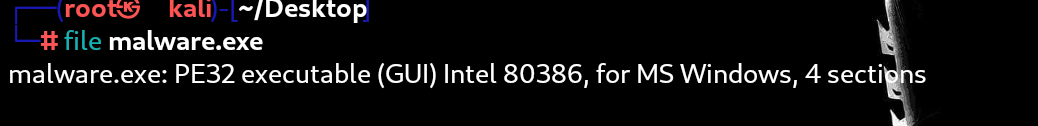 ┌──(root㉿kali)-[~/Desktop]
└─# file malware.exe
malware.exe: PE32 executable (GUI) Intel 80386, for MS Windows, 4 sections